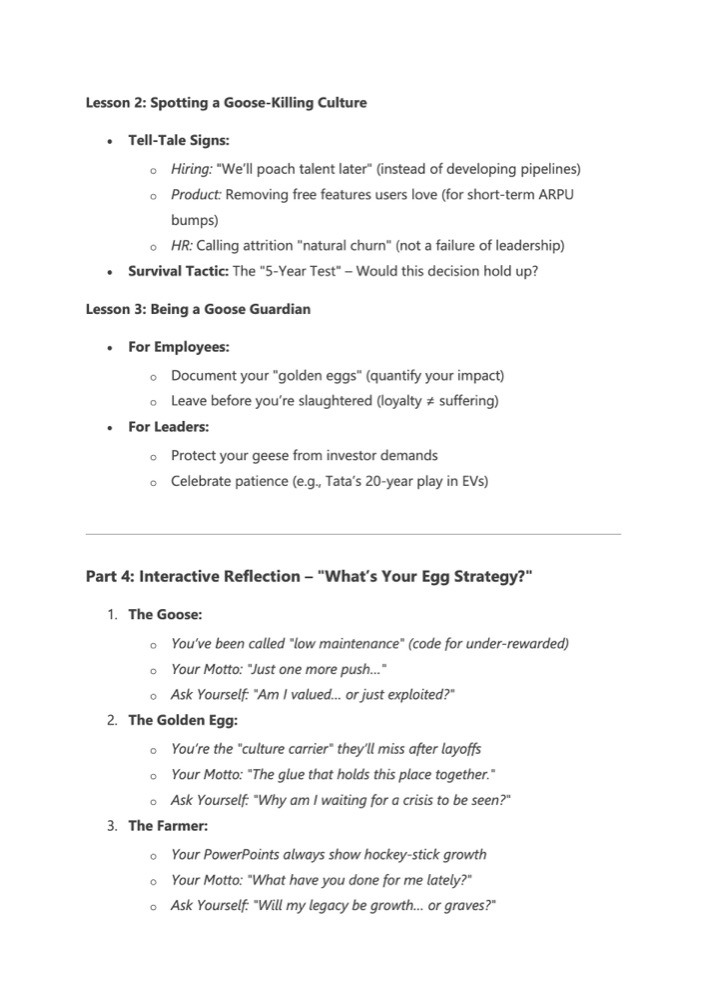 Lesson 2: Spotting a Goose-Killing Culture
• Tell-Tale Signs:
○ Hiring: "We'll poach talent later" (instead of developing pipelines)
○ Product: Removing free features users love (for short-term ARPU
bumps)
○ HR: Calling attrition "natural churn" (not a failure of leadership)
• Survival Tactic: The "5-Year Test" – Would this decision hold up?
Lesson 3: Being a Goose Guardian
• For Employees:
○ Document your "golden eggs" (quantify your impact)
○ Leave before you're slaughtered (loyalty ≠ suffering)
• For Leaders:
○ Protect your geese from investor demands
○ Celebrate patience (e.g., Tata's 20-year play in EVs)
Part 4: Interactive Reflection – "What's Your Egg Strategy?"
1. The Goose:
○ You've been called "low maintenance" (code for under-rewarded)
○ Your Motto: "Just one more push..."
○ Ask Yourself: "Am I valued... or just exploited?"
2. The Golden Egg:
○ You're the "culture carrier" they'll miss after layoffs
○ Your Motto: "The glue that holds this place together."
○ Ask Yourself: "Why am I waiting for a crisis to be seen?"
3. The Farmer:
○ Your PowerPoints always show hockey-stick growth
○ Your Motto: "What have you done for me lately?"
○ Ask Yourself: "Will my legacy be growth... or graves?"